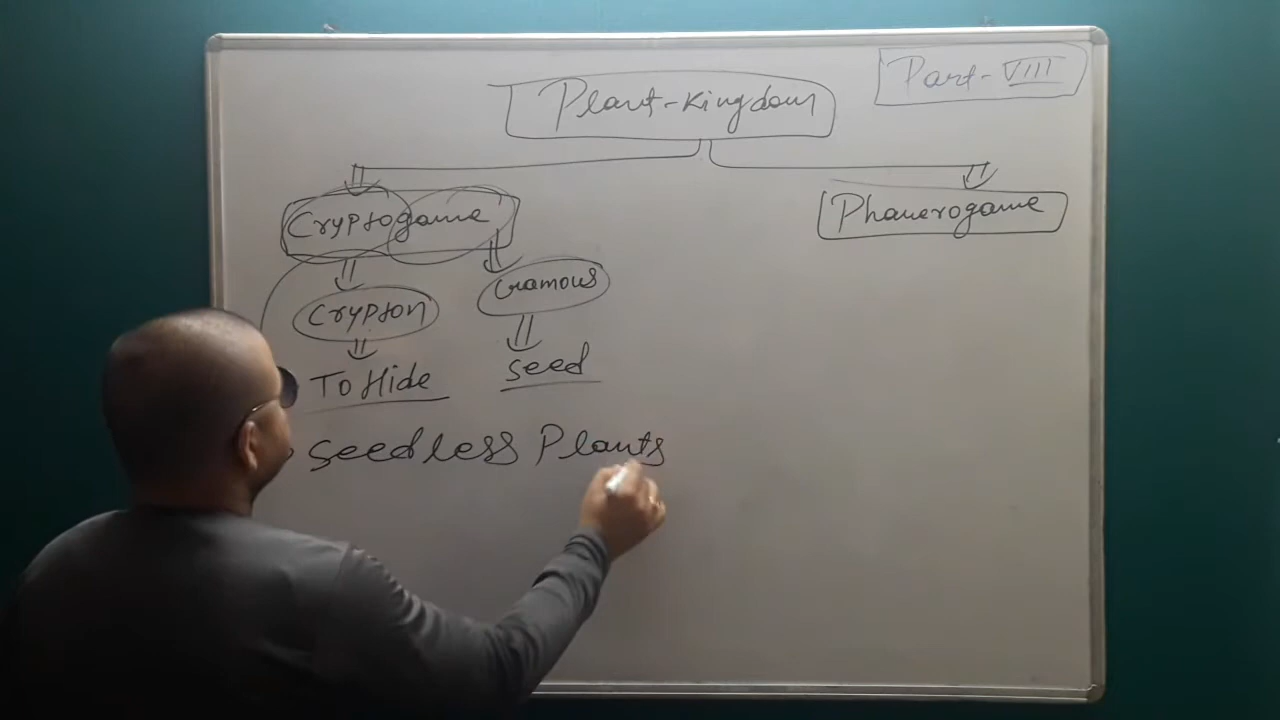 Part-VIII
Plant-Kingdom
Cryptogame
Phanerogame
Crypton
Gamous
To Hide
Seed
Seedless Plants